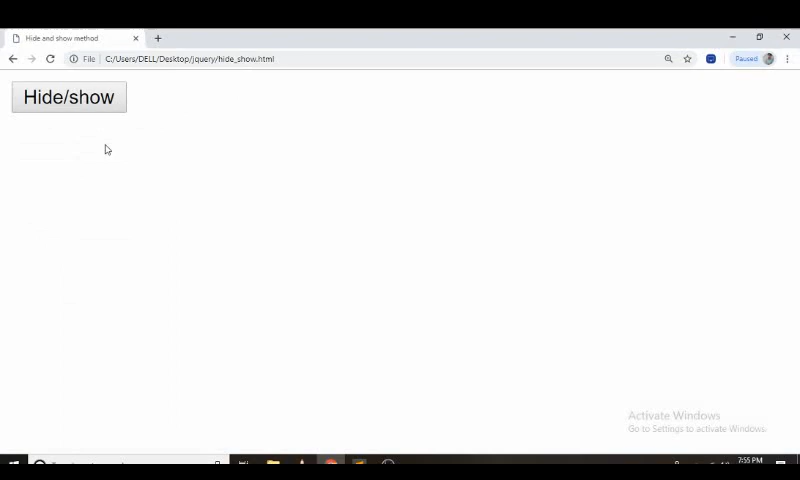 Hide and show method
File
C:/Users/DELL/Desktop/jquery/hide_show.html
Paused
Hide/show
Activate Windows
Go to Settings to activate Windows.
7:55 PM